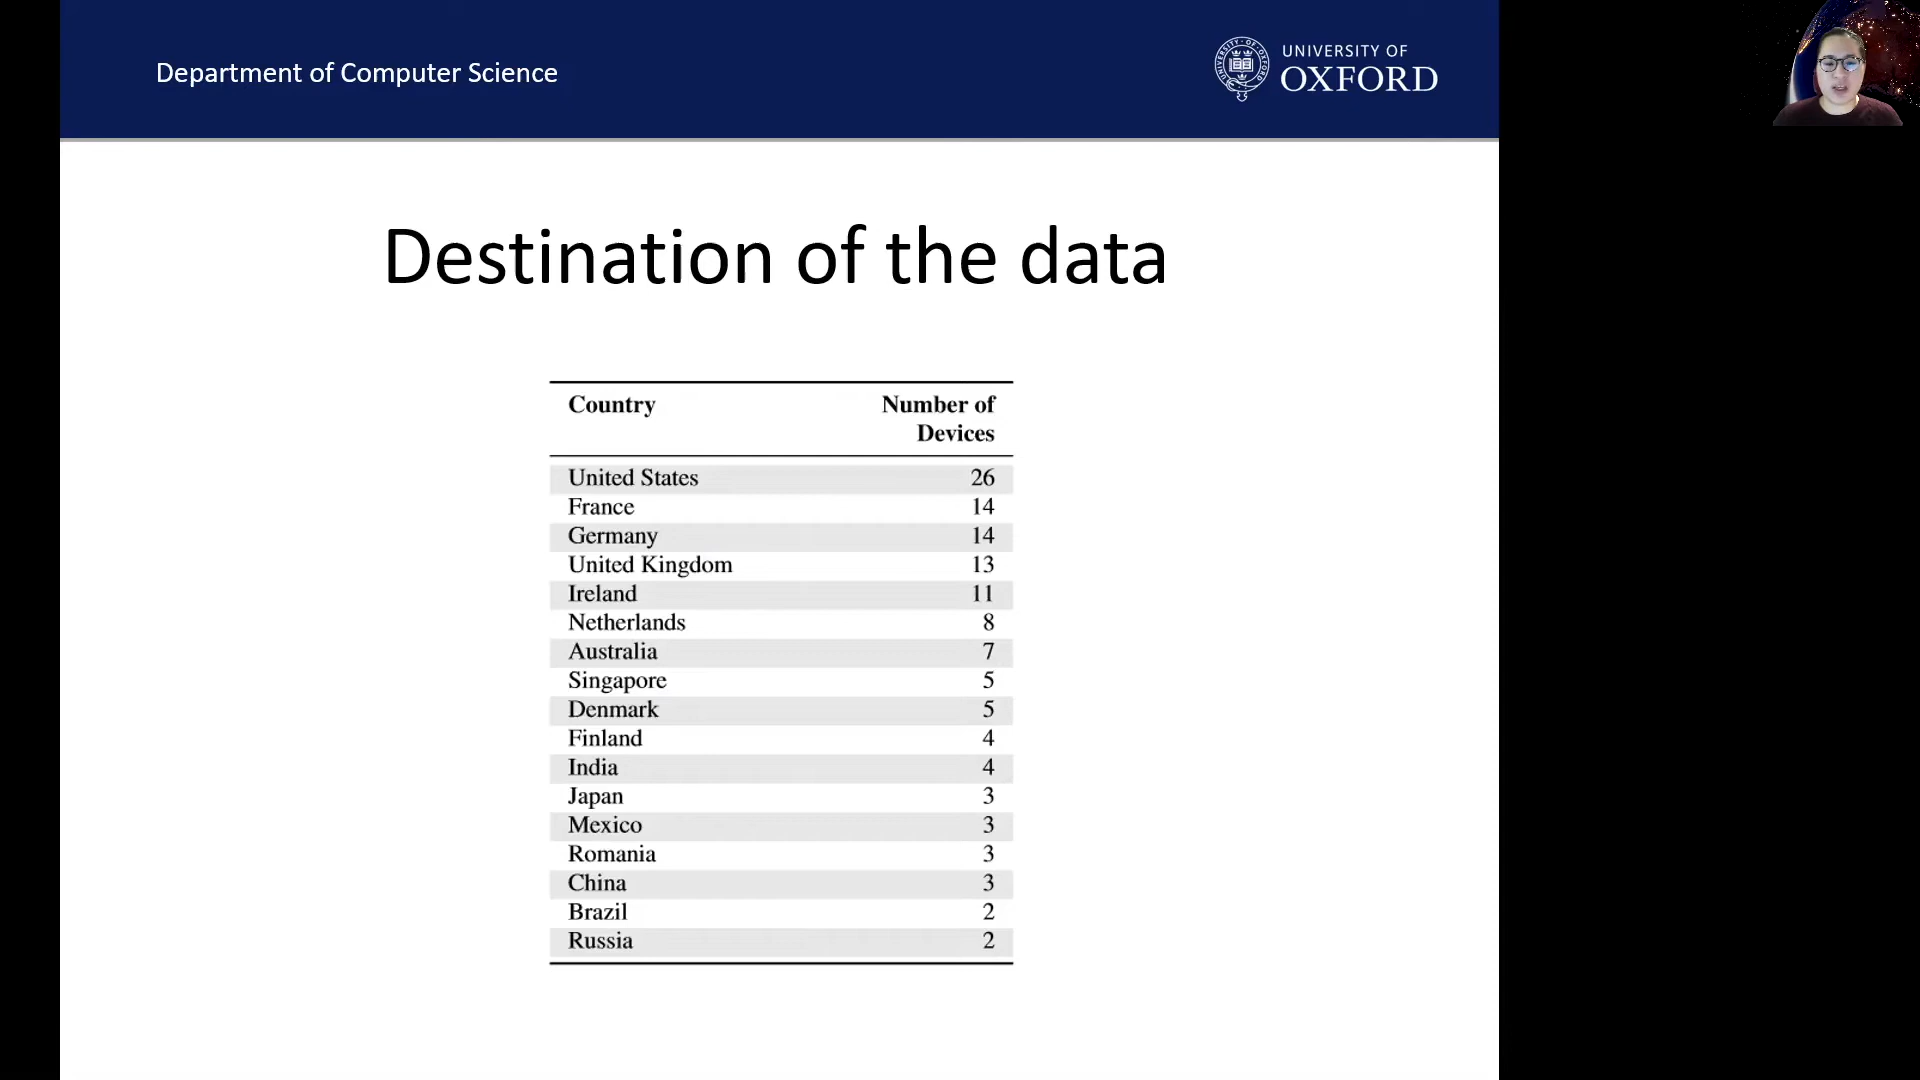 Department of Computer Science
UNIVERSITY OF
OXFORD
Destination of the data
Country Number of
Devices
United States 26
France 14
Germany 14
United Kingdom 13
Ireland 11
Netherlands 8
Australia 7
Singapore 5
Denmark 5
Finland 4
India 4
Japan 3
Mexico 3
Romania 3
China 3
Brazil 2
Russia 2